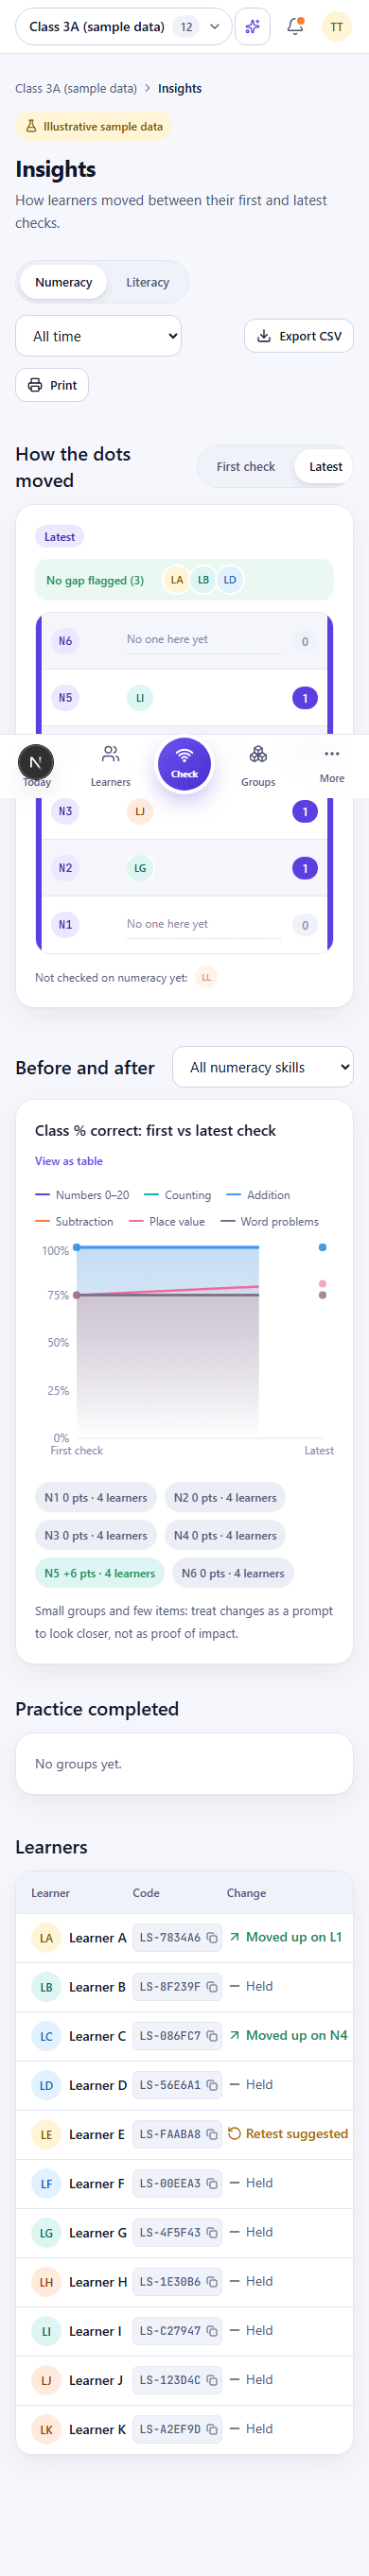 Class 3A (sample data) 12 TT
Class 3A (sample data) > Insights
Illustrative sample data
Insights
How learners moved between their first and latest
checks.
Numeracy Literacy
All time Export CSV
Print
How the dots
moved
First check Latest
Latest
No gap flagged (3) LA LB LD
N6 No one here yet 0
N5 LI 1
N
Today Learners Check Groups More
N3 LJ 1
N2 LG 1
N1 No one here yet 0
Not checked on numeracy yet: LL
Before and after All numeracy skills
Class % correct: first vs latest check
View as table
Numbers 0–20 Counting Addition
Subtraction Place value Word problems
100%
75%
50%
25%
0%
First check Latest
N1 0 pts · 4 learners N2 0 pts · 4 learners
N3 0 pts · 4 learners N4 0 pts · 4 learners
N5 +6 pts · 4 learners N6 0 pts · 4 learners
Small groups and few items: treat changes as a prompt
to look closer, not as proof of impact.
Practice completed
No groups yet.
Learners
Learner Code Change
LA Learner A LS-7834A6 Moved up on L1
LB Learner B LS-8F239F Held
LC Learner C LS-086FC7 Moved up on N4
LD Learner D LS-56E6A1 Held
LE Learner E LS-FAABA8 Retest suggested
LF Learner F LS-00EEA3 Held
LG Learner G LS-4F5F43 Held
LH Learner H LS-1E30B6 Held
LI Learner I LS-C27947 Held
LJ Learner J LS-123D4C Held
LK Learner K LS-A2EF9D Held